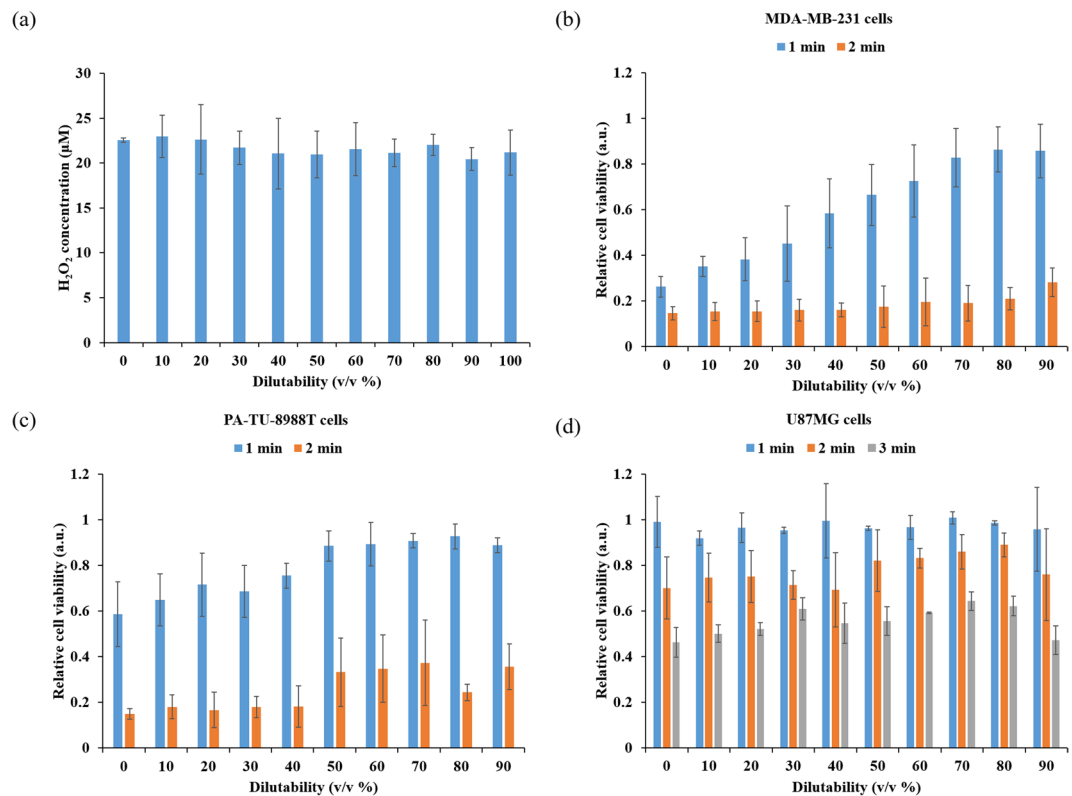 (a)
H₂O₂ concentration (µM)
30
25
20
15
10
5
0
0 10 20 30 40 50 60 70 80 90 100
Dilutability (v/v %)
(b)
MDA-MB-231 cells
1 min 2 min
Relative cell viability (a.u.)
1.2
1
0.8
0.6
0.4
0.2
0
0 10 20 30 40 50 60 70 80 90
Dilutability (v/v %)
(c)
PA-TU-8988T cells
1 min 2 min
Relative cell viability (a.u.)
1.2
1
0.8
0.6
0.4
0.2
0
0 10 20 30 40 50 60 70 80 90
Dilutability (v/v %)
(d)
U87MG cells
1 min 2 min 3 min
Relative cell viability (a.u.)
1.2
1
0.8
0.6
0.4
0.2
0
0 10 20 30 40 50 60 70 80 90
Dilutability (v/v %)